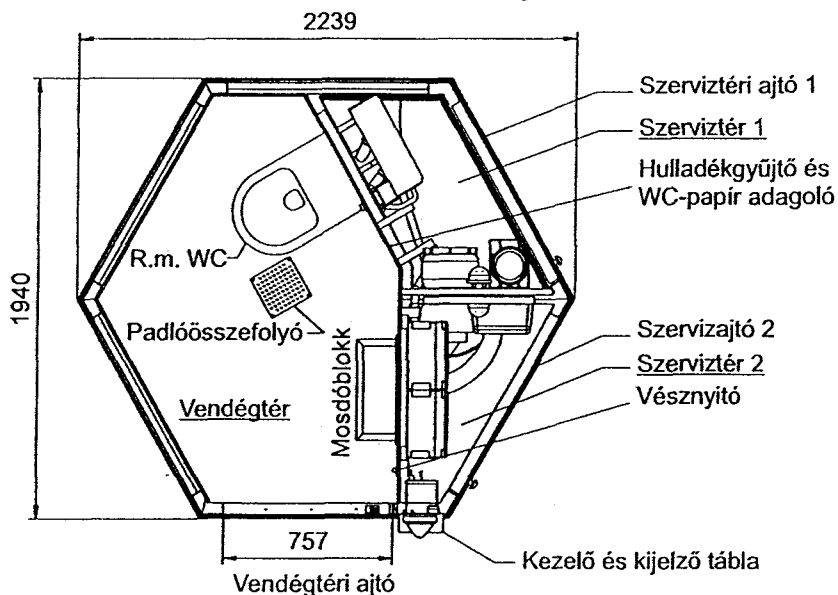 2239
Szerviztéri ajtó 1
Szerviztér 1
Hulladékgyűjtő és
WC-papír adagoló
R.m. WC
1940
Padlóösszefolyó
Mosdóblokk
Szervizajtó 2
Szerviztér 2
Vésznyitó
Vendégtér
757
Vendégtéri ajtó
Kezelő és kijelző tábla